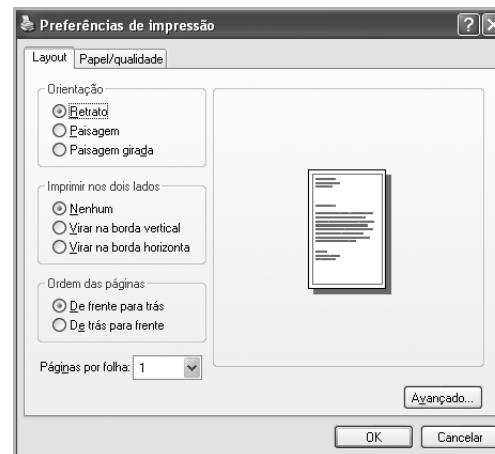 Preferências de impressão
Layout Papel/qualidade
Orientação
Retrato
Paisagem
Paisagem girada
Imprimir nos dois lados
Nenhum
Virar na borda vertical
Virar na borda horizonta
Ordem das páginas
De frente para trás
De trás para frente
Páginas por folha: 1
Avançado...
OK Cancelar